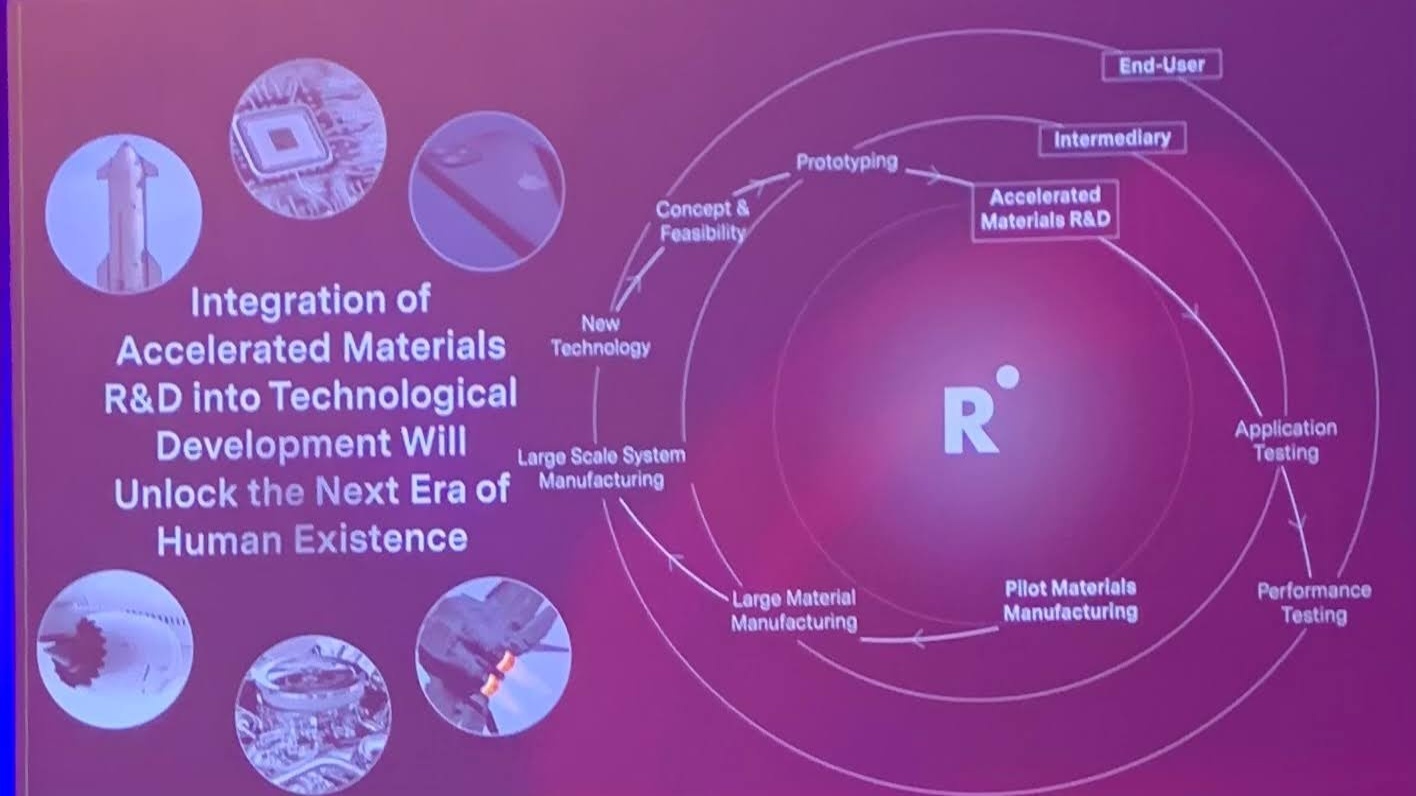 Integration of
Accelerated Materials
R&D into Technological
Development Will
Unlock the Next Era of
Human Existence
End-User
Intermediary
Prototyping
Accelerated
Materials R&D
Concept &
Feasibility
New
Technology
R
Application
Testing
Large Scale System
Manufacturing
Pilot Materials
Manufacturing
Performance
Testing
Large Material
Manufacturing